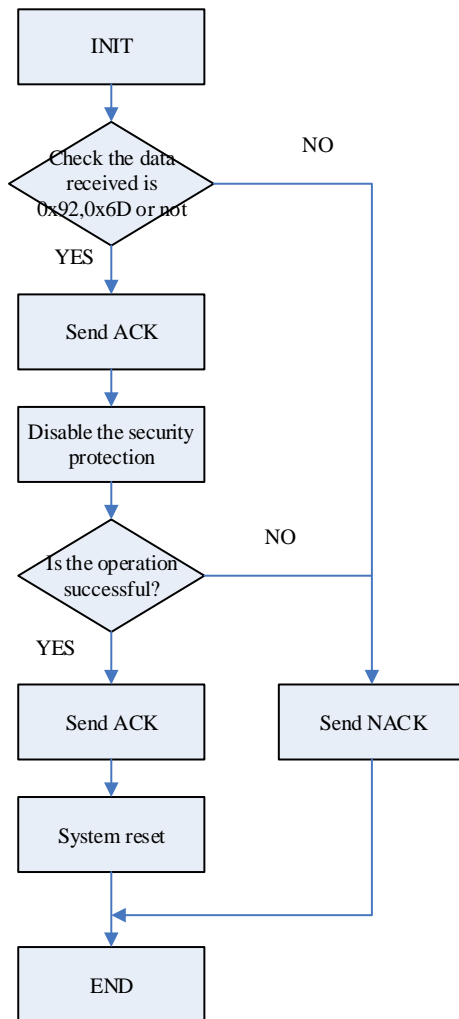 INIT
NO
Check the data
received is
0x92,0x6D or not
YES
Send ACK
Disable the security
protection
NO
Is the operation
successful?
YES
Send ACK
Send NACK
System reset
END